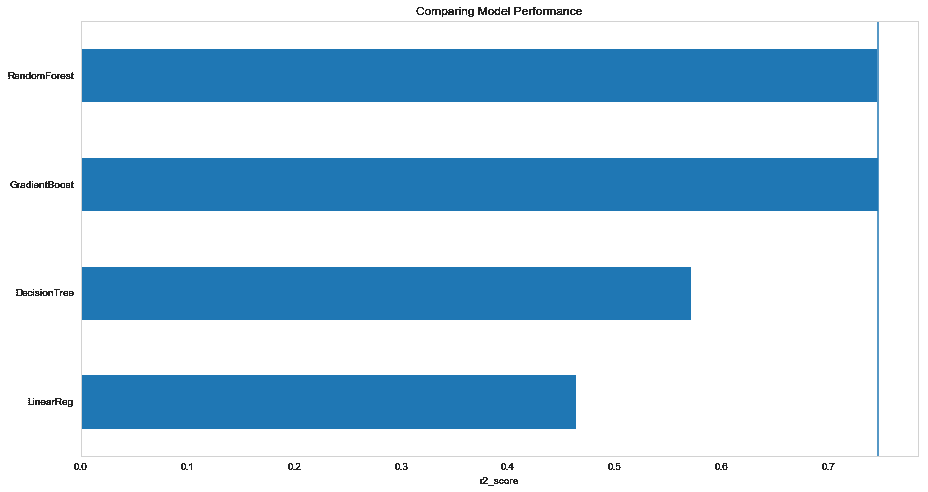 Comparing Model Performance
RandomForest
GradientBoost
DecisionTree
LinearReg
0.0 0.1 0.2 0.3 0.4 0.5 0.6 0.7
r2_score